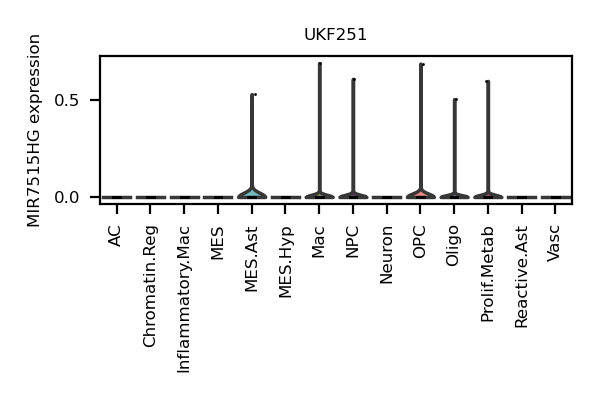 UKF251
MIR7515HG expression
0.5
0.0
AC
Chromatin.Reg
Inflammatory.Mac
MES
MES.Ast
MES.Hyp
Mac
NPC
Neuron
OPC
Oligo
Prolif.Metab
Reactive.Ast
Vasc